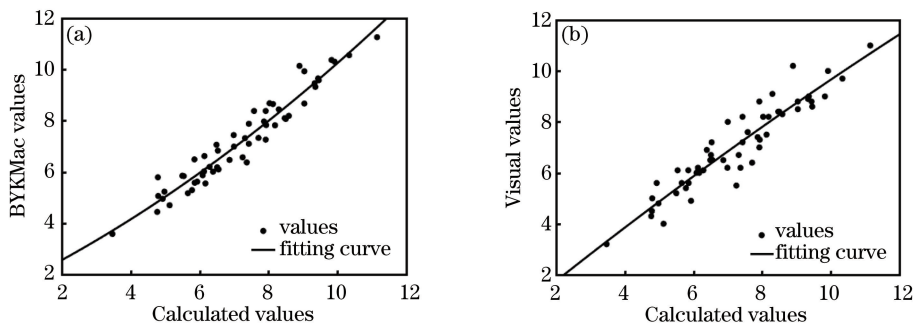 (a)
BYKMac values
12
10
8
6
4
2
values
fitting curve
2 4 6 8 10 12
Calculated values
(b)
Visual values
12
10
8
6
4
2
values
fitting curve
2 4 6 8 10 12
Calculated values